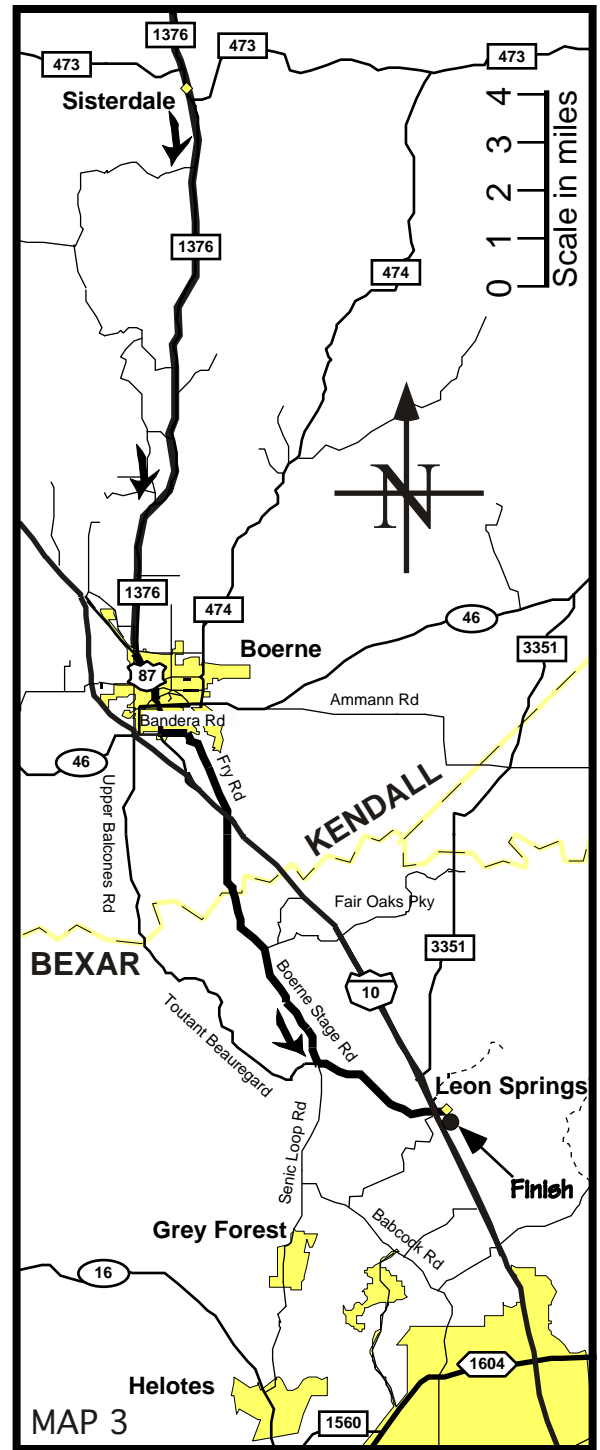 1376
473
473
473
Sisterdale
4
3
2
1
0
Scale in miles
1376
474
N
1376
474
46
Boerne
3351
87
Ammann Rd
Bandera Rd
46
Fry Rd
Upper Balcones Rd
KENDALL
Fair Oaks Pky
BEXAR
3351
10
Boerne Stage Rd
Toutant Beauregard
Leon Springs
Senic Loop Rd
Finish
Grey Forest
Babcock Rd
16
1604
Helotes
1560
MAP 3